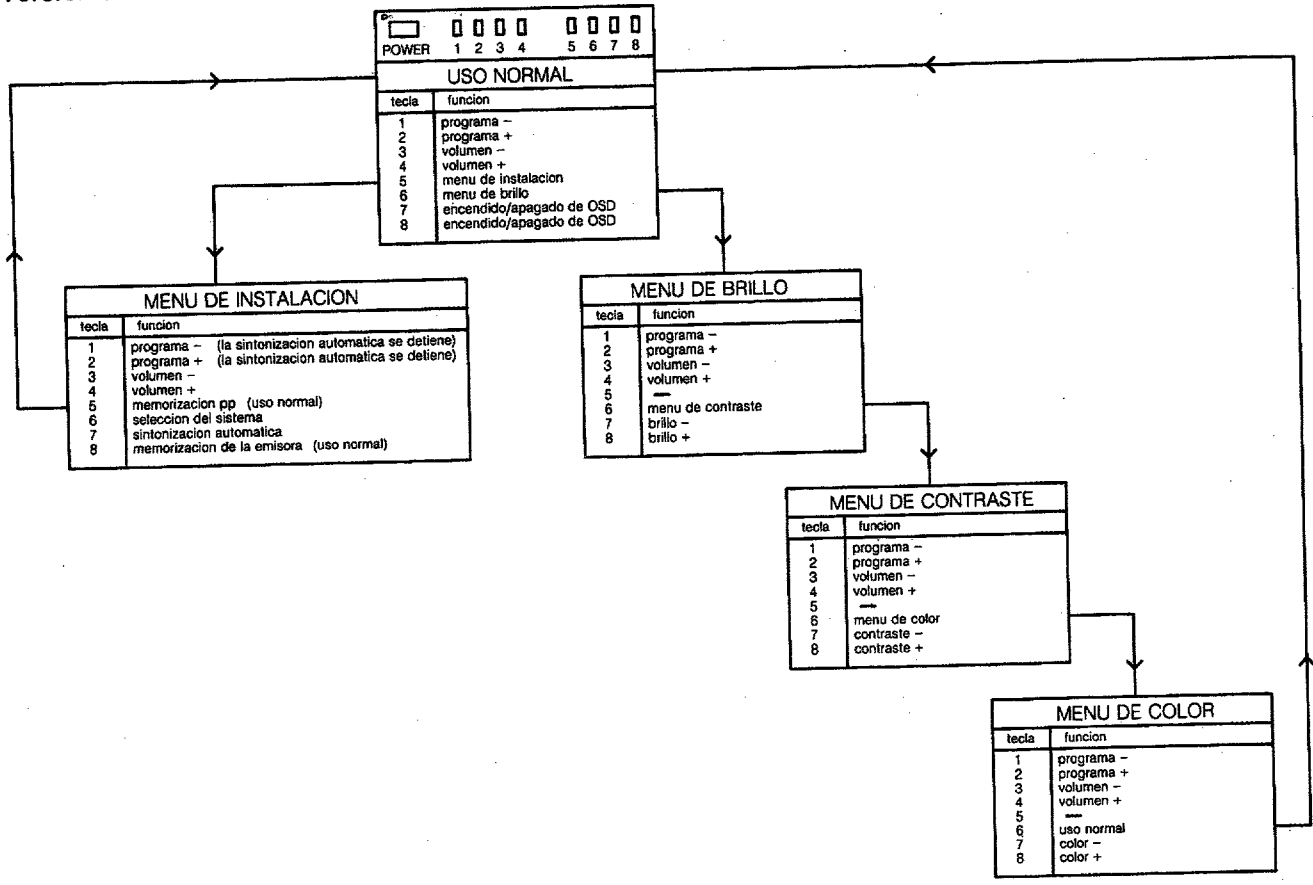 POWER 1 2 3 4 5 6 7 8
USO NORMAL
tecla funcion
1 programa –
2 programa +
3 volumen –
4 volumen +
5 menu de instalacion
6 menu de brillo
7 encendido/apagado de OSD
8 encendido/apagado de OSD
MENU DE INSTALACION
tecla funcion
1 programa – (la sintonizacion automatica se detiene)
2 programa + (la sintonizacion automatica se detiene)
3 volumen –
4 volumen +
5 memorizacion pp (uso normal)
6 seleccion del sistema
7 sintonizacion automatica
8 memorizacion de la emisora (uso normal)
MENU DE BRILLO
tecla funcion
1 programa –
2 programa +
3 volumen –
4 volumen +
5 —
6 menu de contraste
7 brillo –
8 brillo +
MENU DE CONTRASTE
tecla funcion
1 programa –
2 programa +
3 volumen –
4 volumen +
5 —
6 menu de color
7 contraste –
8 contraste +
MENU DE COLOR
tecla funcion
1 programa –
2 programa +
3 volumen –
4 volumen +
5 —
6 uso normal
7 color –
8 color +